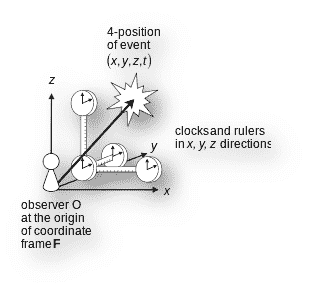 4-position
of event
(x,y,z,t)
z
clocks and rulers
in x, y, z directions
y
x
observer O
at the origin
of coordinate
frame F